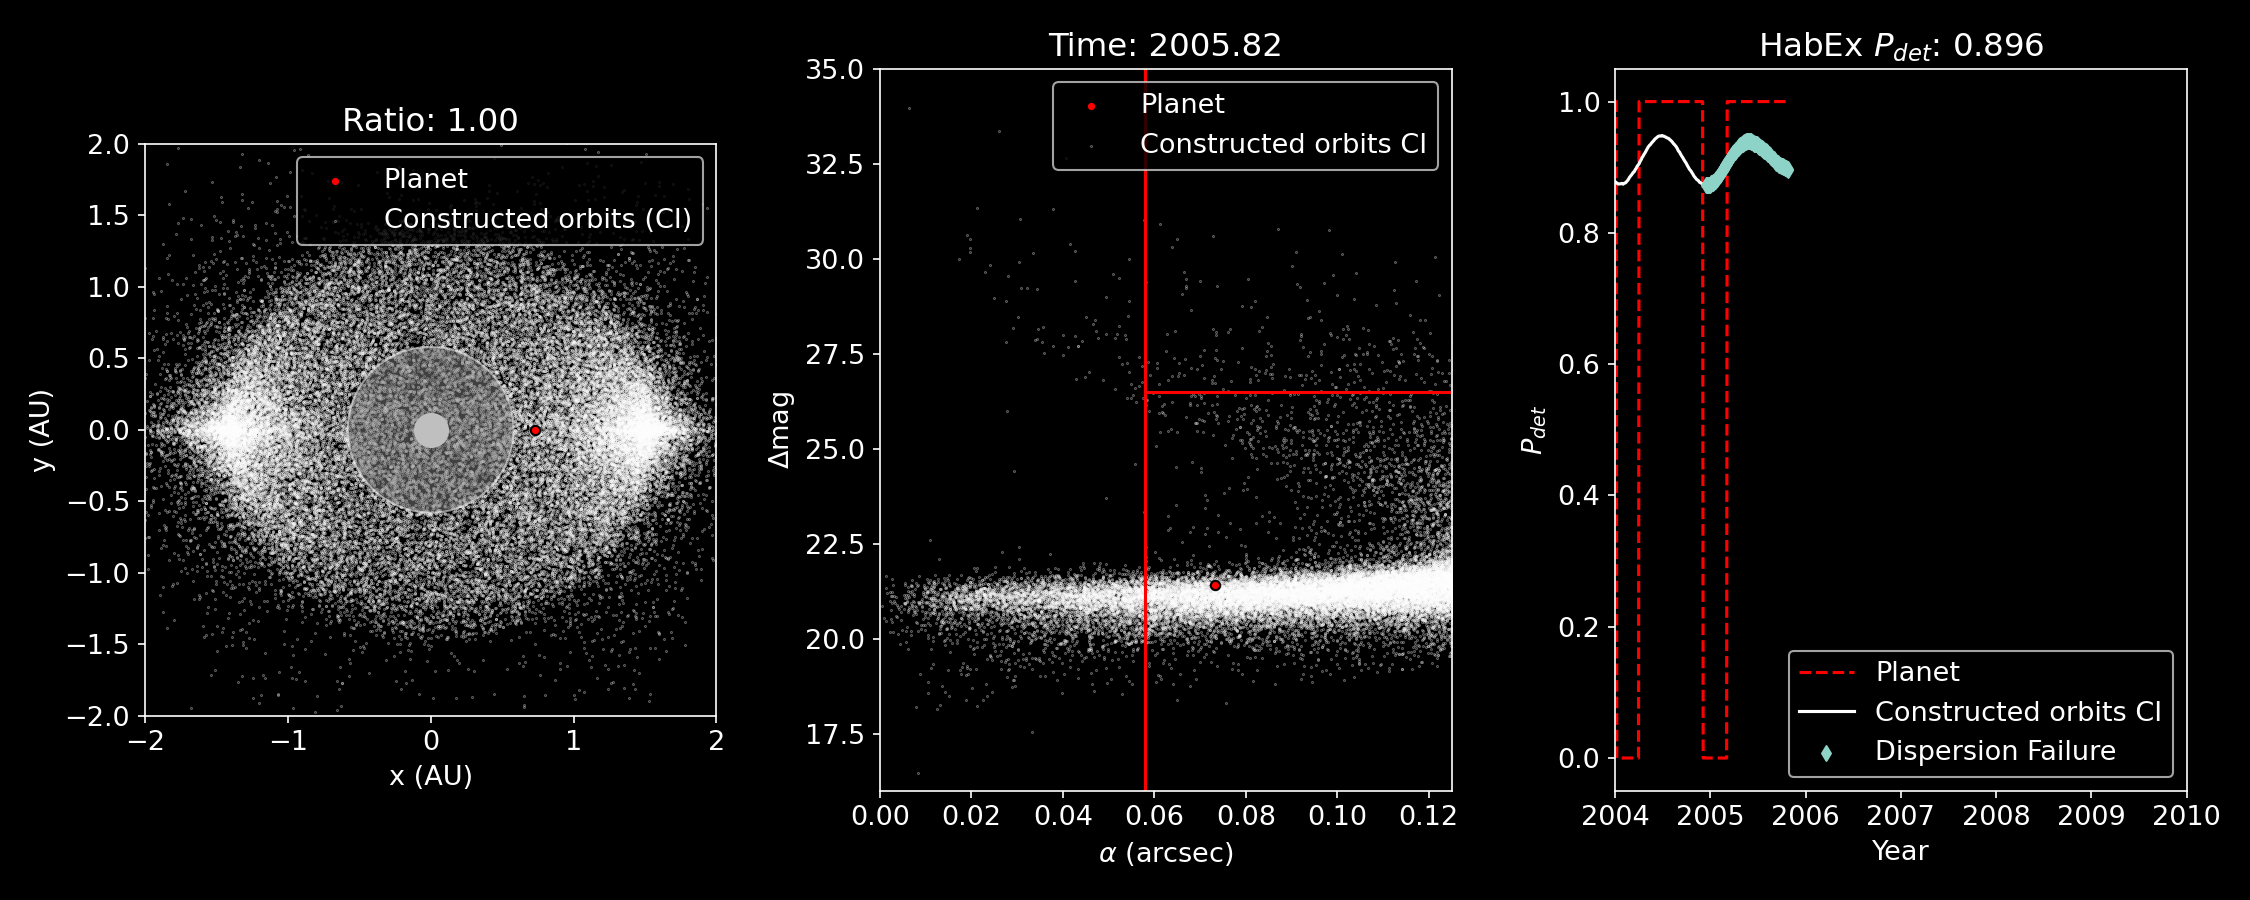 Ratio: 1.00
Planet
Constructed orbits (CI)
2.0
1.5
1.0
0.5
0.0
−0.5
−1.0
−1.5
−2.0
y (AU)
−2
−1
0
1
2
x (AU)
Time: 2005.82
Planet
Constructed orbits CI
35.0
32.5
30.0
27.5
25.0
22.5
20.0
17.5
Δmag
0.00
0.02
0.04
0.06
0.08
0.10
0.12
α (arcsec)
HabEx P_det: 0.896
1.0
0.8
0.6
0.4
0.2
0.0
P_det
Planet
Constructed orbits CI
Dispersion Failure
2004
2005
2006
2007
2008
2009
2010
Year